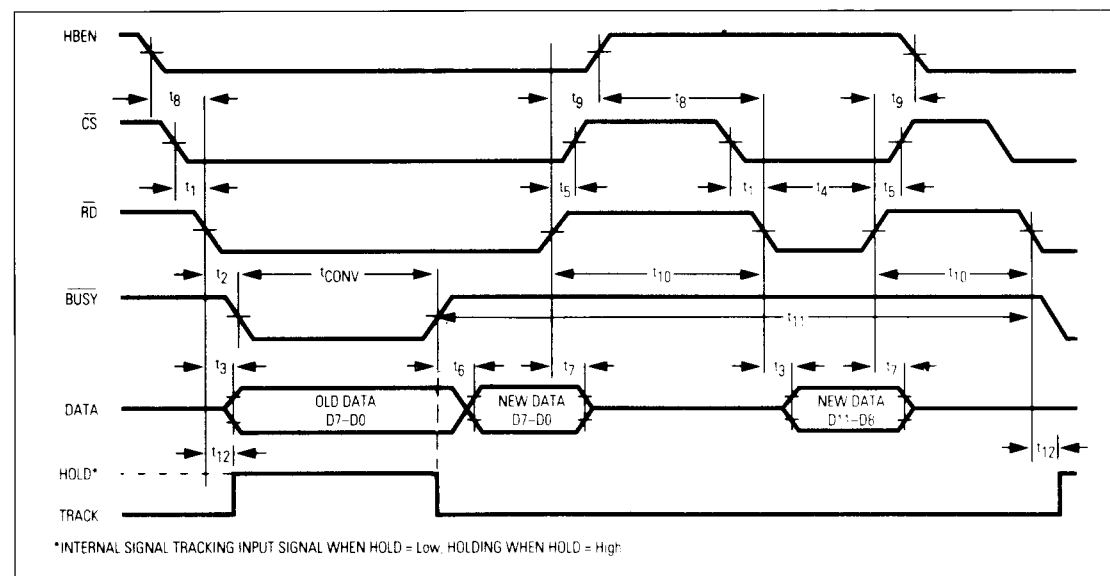 HBEN
t8 t9 t8 t9
CS
t1 t5 t1 t4 t5
RD
t2 tCONV t10 t10
BUSY
t11
t3 t6 t7 t3 t7
DATA
OLD DATA
D7–D0
NEW DATA
D7–D0
NEW DATA
D11–D8
t12 t12
HOLD*
TRACK
*INTERNAL SIGNAL TRACKING INPUT SIGNAL WHEN HOLD = Low, HOLDING WHEN HOLD = High